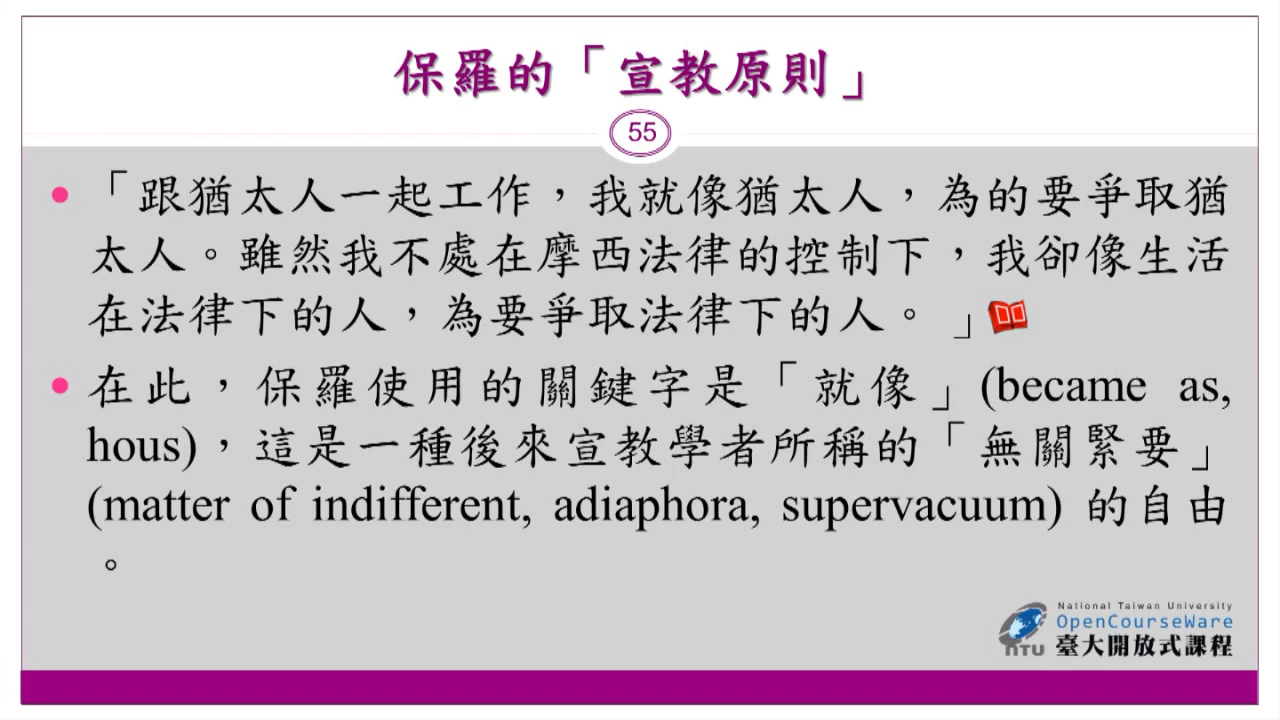 保羅的「宣教原則」
55
「跟猶太人一起工作，我就像猶太人，為的要爭取猶
太人。雖然我不處在摩西法律的控制下，我卻像生活
在法律下的人，為要爭取法律下的人。」
在此，保羅使用的關鍵字是「就像」(became as,
hous)，這是一種後來宣教學者所稱的「無關緊要」
(matter of indifferent, adiaphora, supervacuum) 的自由
。
National Taiwan University
OpenCourseWare
NTU 臺大開放式課程